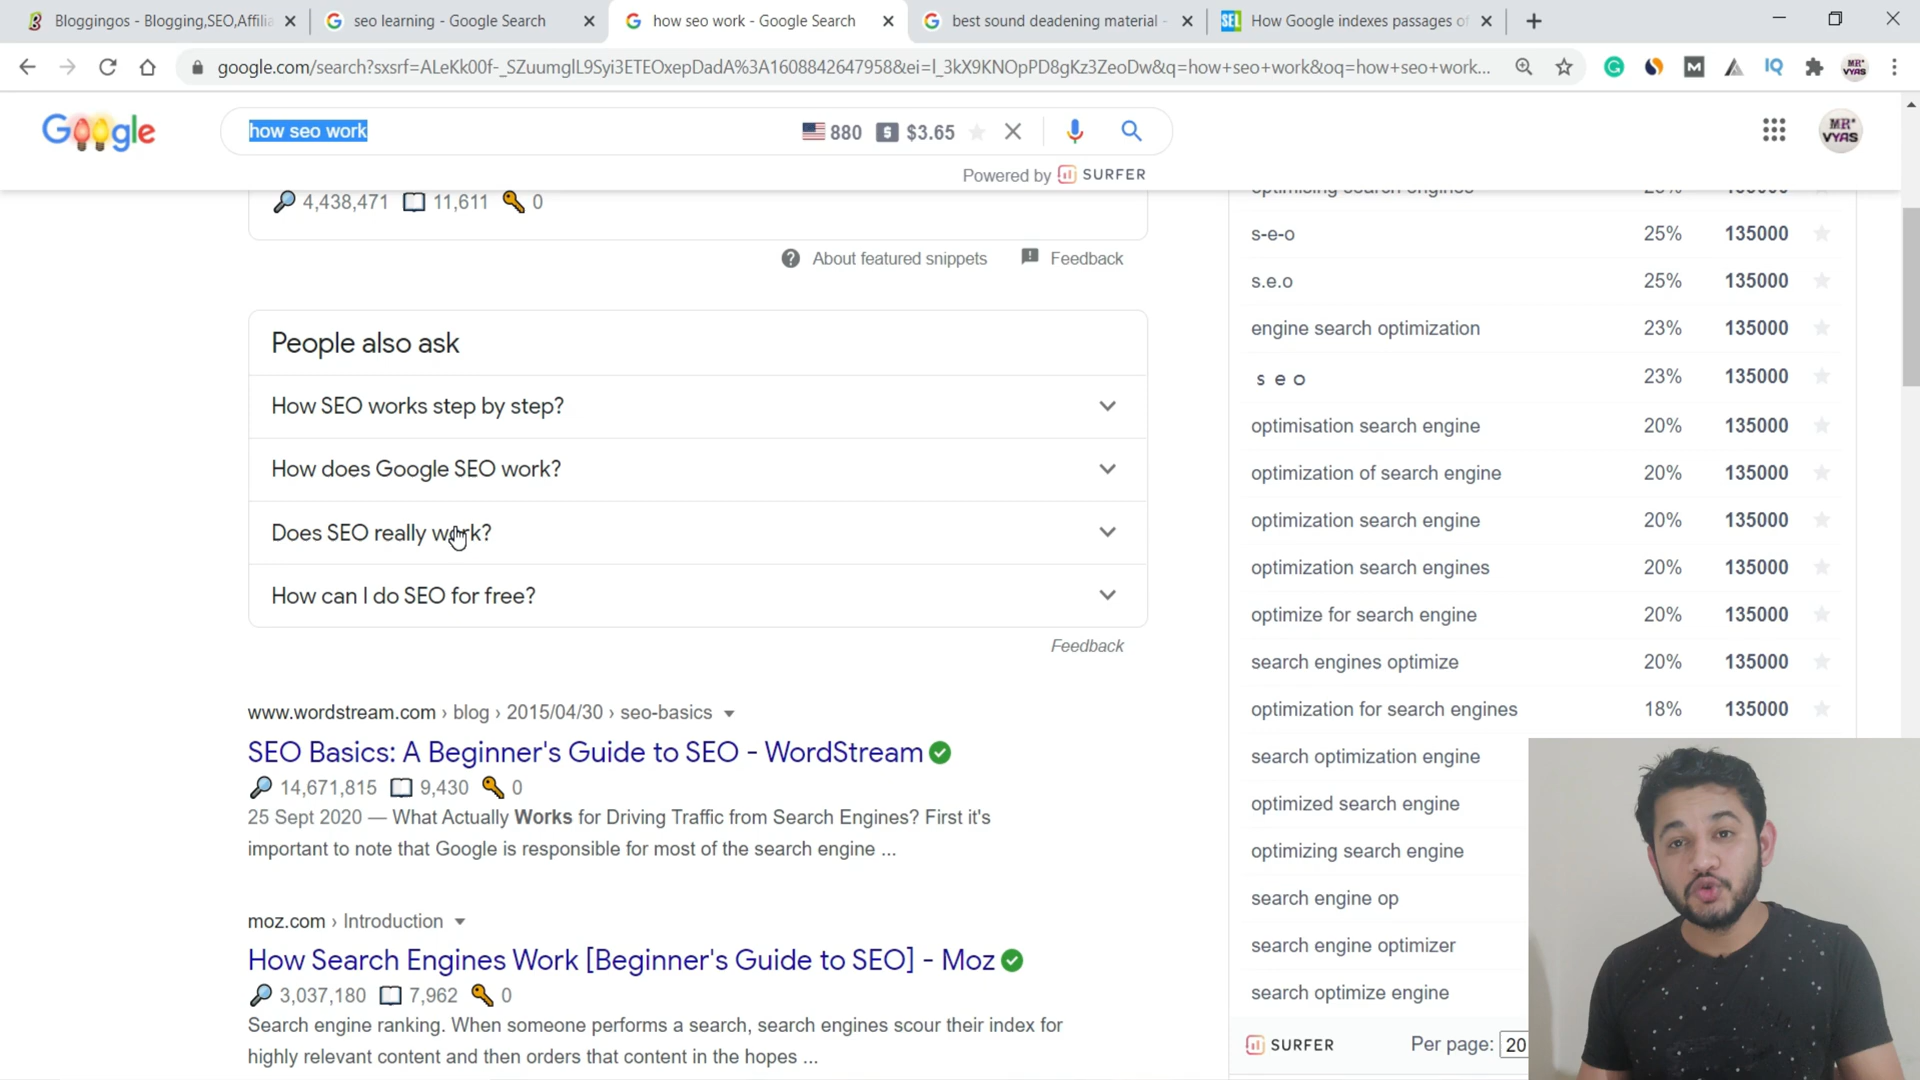 Bloggingos - Blogging,SEO,Affilia
seo learning - Google Search
how seo work - Google Search
best sound deadening material -
SEL How Google indexes passages of
google.com/search?sxsrf=ALeKk00f-_SZuumglL9Syi3ETEOxepDadA%3A1608842647958&ei=l_3kX9KNOpPD8gKz3ZeoDw&q=how+seo+work&oq=how+seo+work...
IQ
MR VYAS
Google
how seo work
880 $3.65
MR VYAS
Powered by SURFER
4,438,471 11,611 0
About featured snippets Feedback
People also ask
How SEO works step by step?
How does Google SEO work?
Does SEO really work?
How can I do SEO for free?
Feedback
www.wordstream.com › blog › 2015/04/30 › seo-basics
SEO Basics: A Beginner's Guide to SEO - WordStream
14,671,815 9,430 0
25 Sept 2020 — What Actually Works for Driving Traffic from Search Engines? First it's
important to note that Google is responsible for most of the search engine ...
moz.com › Introduction
How Search Engines Work [Beginner's Guide to SEO] - Moz
3,037,180 7,962 0
Search engine ranking. When someone performs a search, search engines scour their index for
highly relevant content and then orders that content in the hopes ...
s-e-o 25% 135000
s.e.o 25% 135000
engine search optimization 23% 135000
s e o 23% 135000
optimisation search engine 20% 135000
optimization of search engine 20% 135000
optimization search engine 20% 135000
optimization search engines 20% 135000
optimize for search engine 20% 135000
search engines optimize 20% 135000
optimization for search engines 18% 135000
search optimization engine
optimized search engine
optimizing search engine
search engine op
search engine optimizer
search optimize engine
SURFER Per page: 20